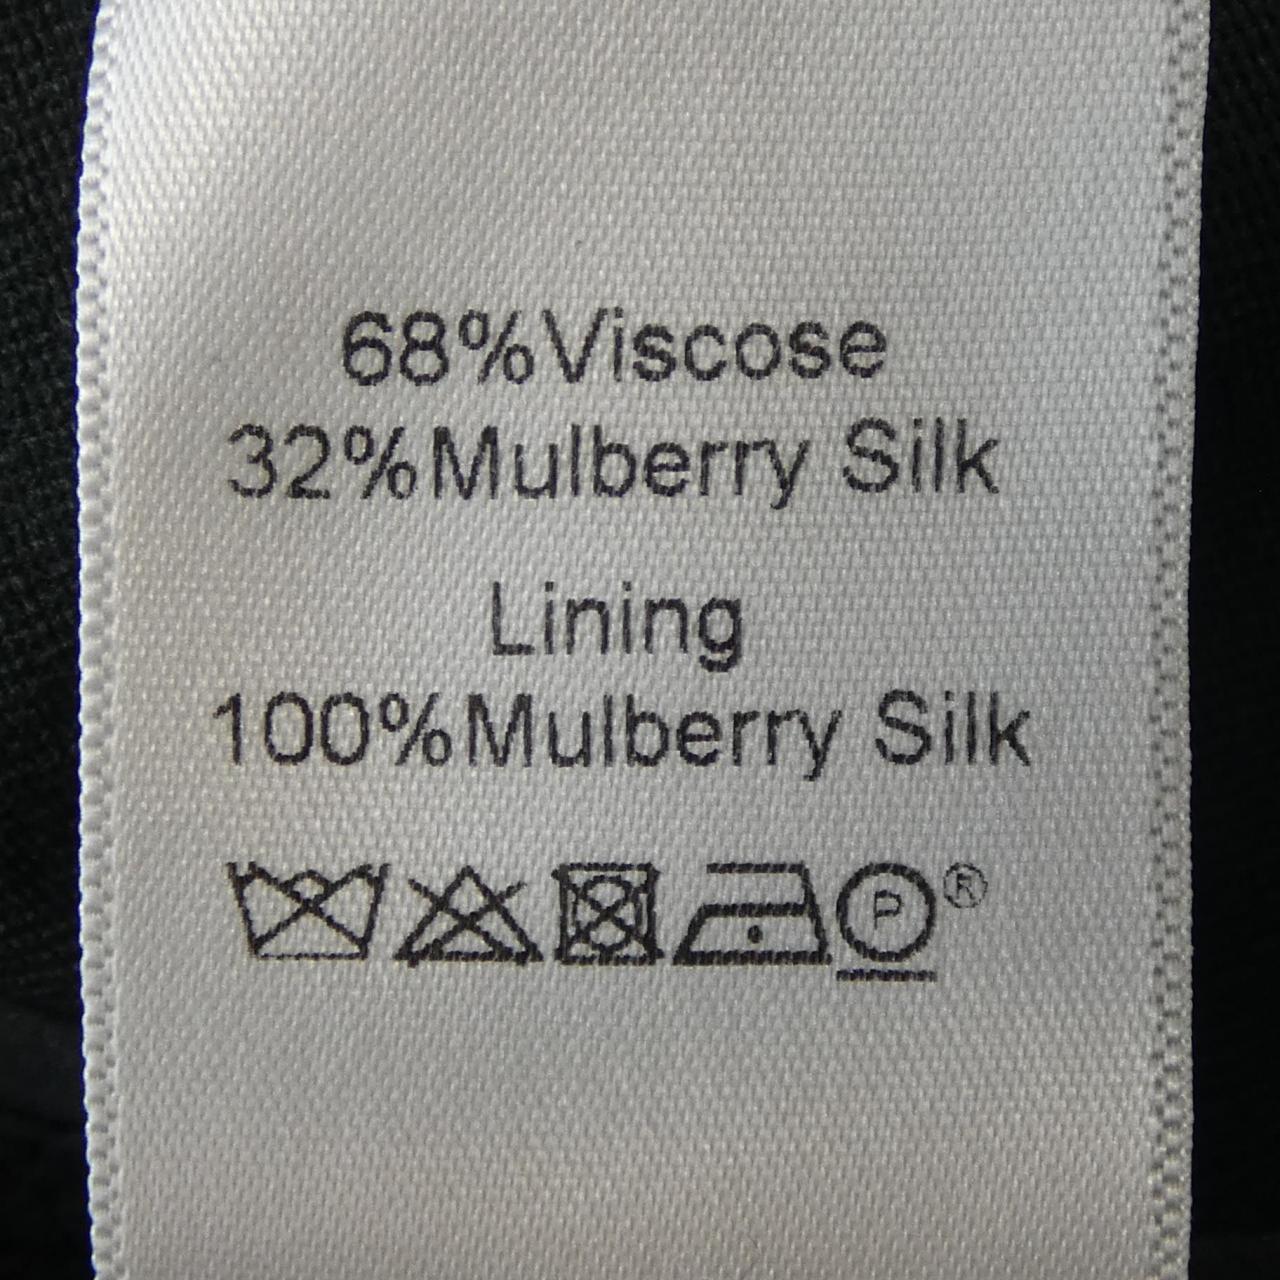 68%Viscose
32%Mulberry Silk
Lining
100%Mulberry Silk
P ®